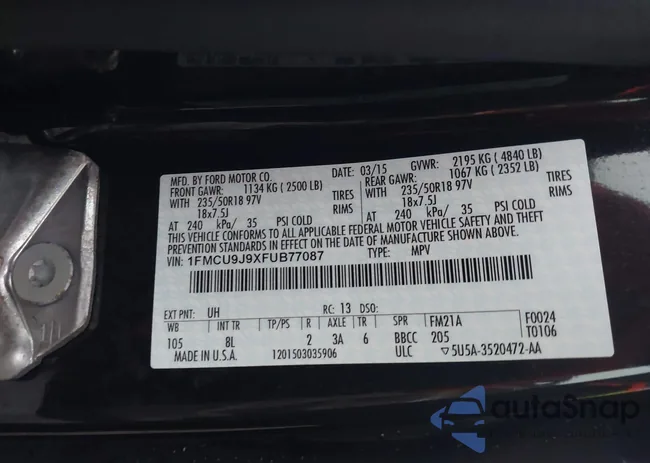 MFD. BY FORD MOTOR CO. DATE: 03/15 GVWR: 2195 KG (4840 LB)
FRONT GAWR: 1134 KG (2500 LB) REAR GAWR: 1067 KG (2352 LB)
WITH 235/50R18 97V TIRES WITH 235/50R18 97V TIRES
18x7.5J RIMS 18x7.5J RIMS
AT 240 kPa/ 35 PSI COLD AT 240 kPa/ 35 PSI COLD
THIS VEHICLE CONFORMS TO ALL APPLICABLE FEDERAL MOTOR VEHICLE SAFETY AND THEFT
PREVENTION STANDARDS IN EFFECT ON THE DATE OF MANUFACTURE SHOWN ABOVE.
VIN: 1FMCU9J9XFUB77087 TYPE: MPV
EXT PNT: UH RC: 13 DSO: FM21A F0024
WB INT TR TP/PS R AXLE TR SPR T0106
105 8L 2 3A 6 BBCC 205
MADE IN U.S.A. 1201503035906 ULC ▽5U5A-3520472-AA
autoSnap